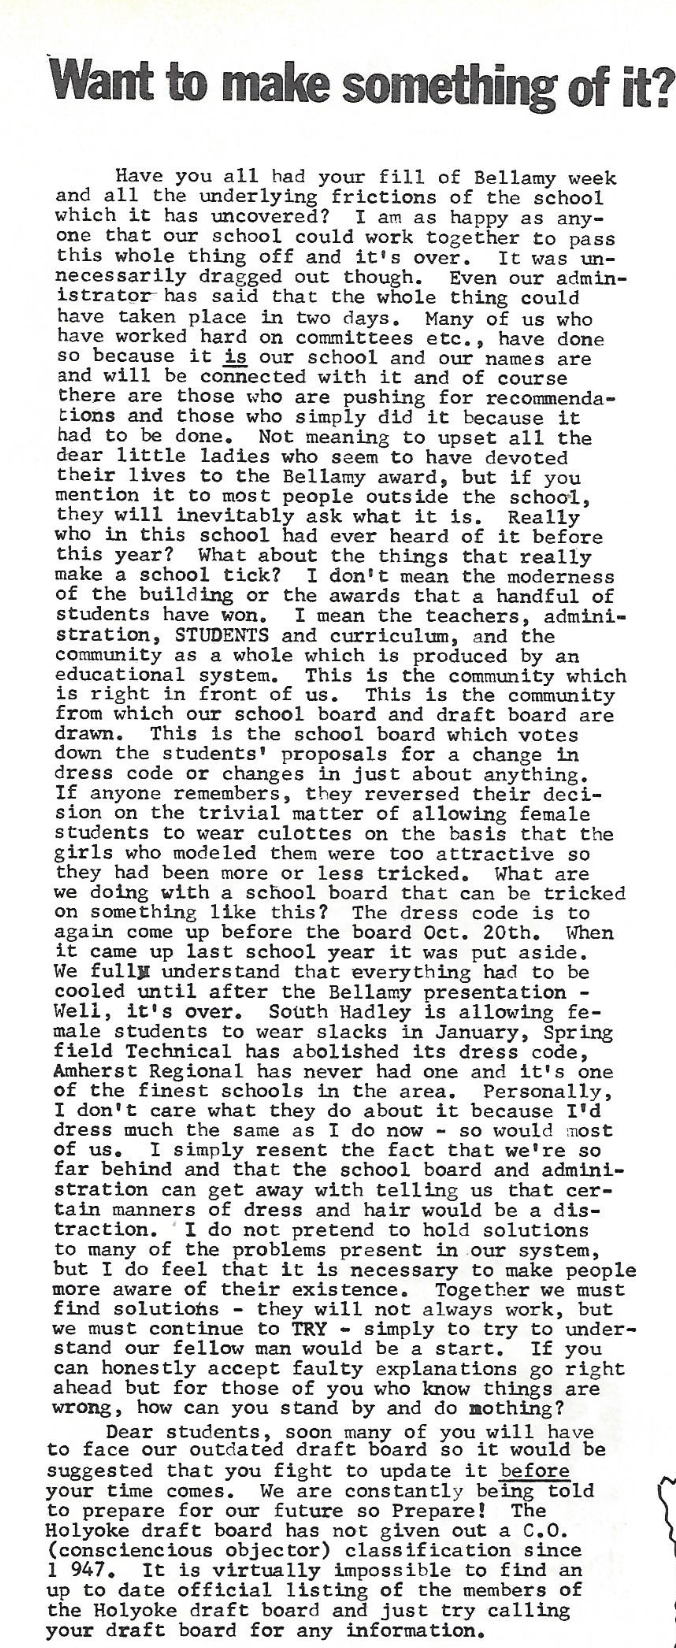 Want to make something of it?
Have you all had your fill of Bellamy week
and all the underlying frictions of the school
which it has uncovered? I am as happy as any-
one that our school could work together to pass
this whole thing off and it's over. It was un-
necessarily dragged out though. Even our admin-
istrator has said that the whole thing could
have taken place in two days. Many of us who
have worked hard on committees etc., have done
so because it is our school and our names are
and will be connected with it and of course
there are those who are pushing for recommenda-
tions and those who simply did it because it
had to be done. Not meaning to upset all the
dear little ladies who seem to have devoted
their lives to the Bellamy award, but if you
mention it to most people outside the school,
they will inevitably ask what it is. Really
who in this school had ever heard of it before
this year? What about the things that really
make a school tick? I don't mean the moderness
of the building or the awards that a handful of
students have won. I mean the teachers, admini-
stration, STUDENTS and curriculum, and the
community as a whole which is produced by an
educational system. This is the community which
is right in front of us. This is the community
from which our school board and draft board are
drawn. This is the school board which votes
down the students' proposals for a change in
dress code or changes in just about anything.
If anyone remembers, they reversed their deci-
sion on the trivial matter of allowing female
students to wear culottes on the basis that the
girls who modeled them were too attractive so
they had been more or less tricked. What are
we doing with a school board that can be tricked
on something like this? The dress code is to
again come up before the board Oct. 20th. When
it came up last school year it was put aside.
We fully understand that everything had to be
cooled until after the Bellamy presentation -
Well, it's over. South Hadley is allowing fe-
male students to wear slacks in January, Spring
field Technical has abolished its dress code,
Amherst Regional has never had one and it's one
of the finest schools in the area. Personally,
I don't care what they do about it because I'd
dress much the same as I do now - so would most
of us. I simply resent the fact that we're so
far behind and that the school board and admini-
stration can get away with telling us that cer-
tain manners of dress and hair would be a dis-
traction. I do not pretend to hold solutions
to many of the problems present in our system,
but I do feel that it is necessary to make people
more aware of their existence. Together we must
find solutions - they will not always work, but
we must continue to TRY - simply to try to under-
stand our fellow man would be a start. If you
can honestly accept faulty explanations go right
ahead but for those of you who know things are
wrong, how can you stand by and do nothing?
Dear students, soon many of you will have
to face our outdated draft board so it would be
suggested that you fight to update it before
your time comes. We are constantly being told
to prepare for our future so Prepare! The
Holyoke draft board has not given out a C.O.
(consciencious objector) classification since
1 947. It is virtually impossible to find an
up to date official listing of the members of
the Holyoke draft board and just try calling
your draft board for any information.